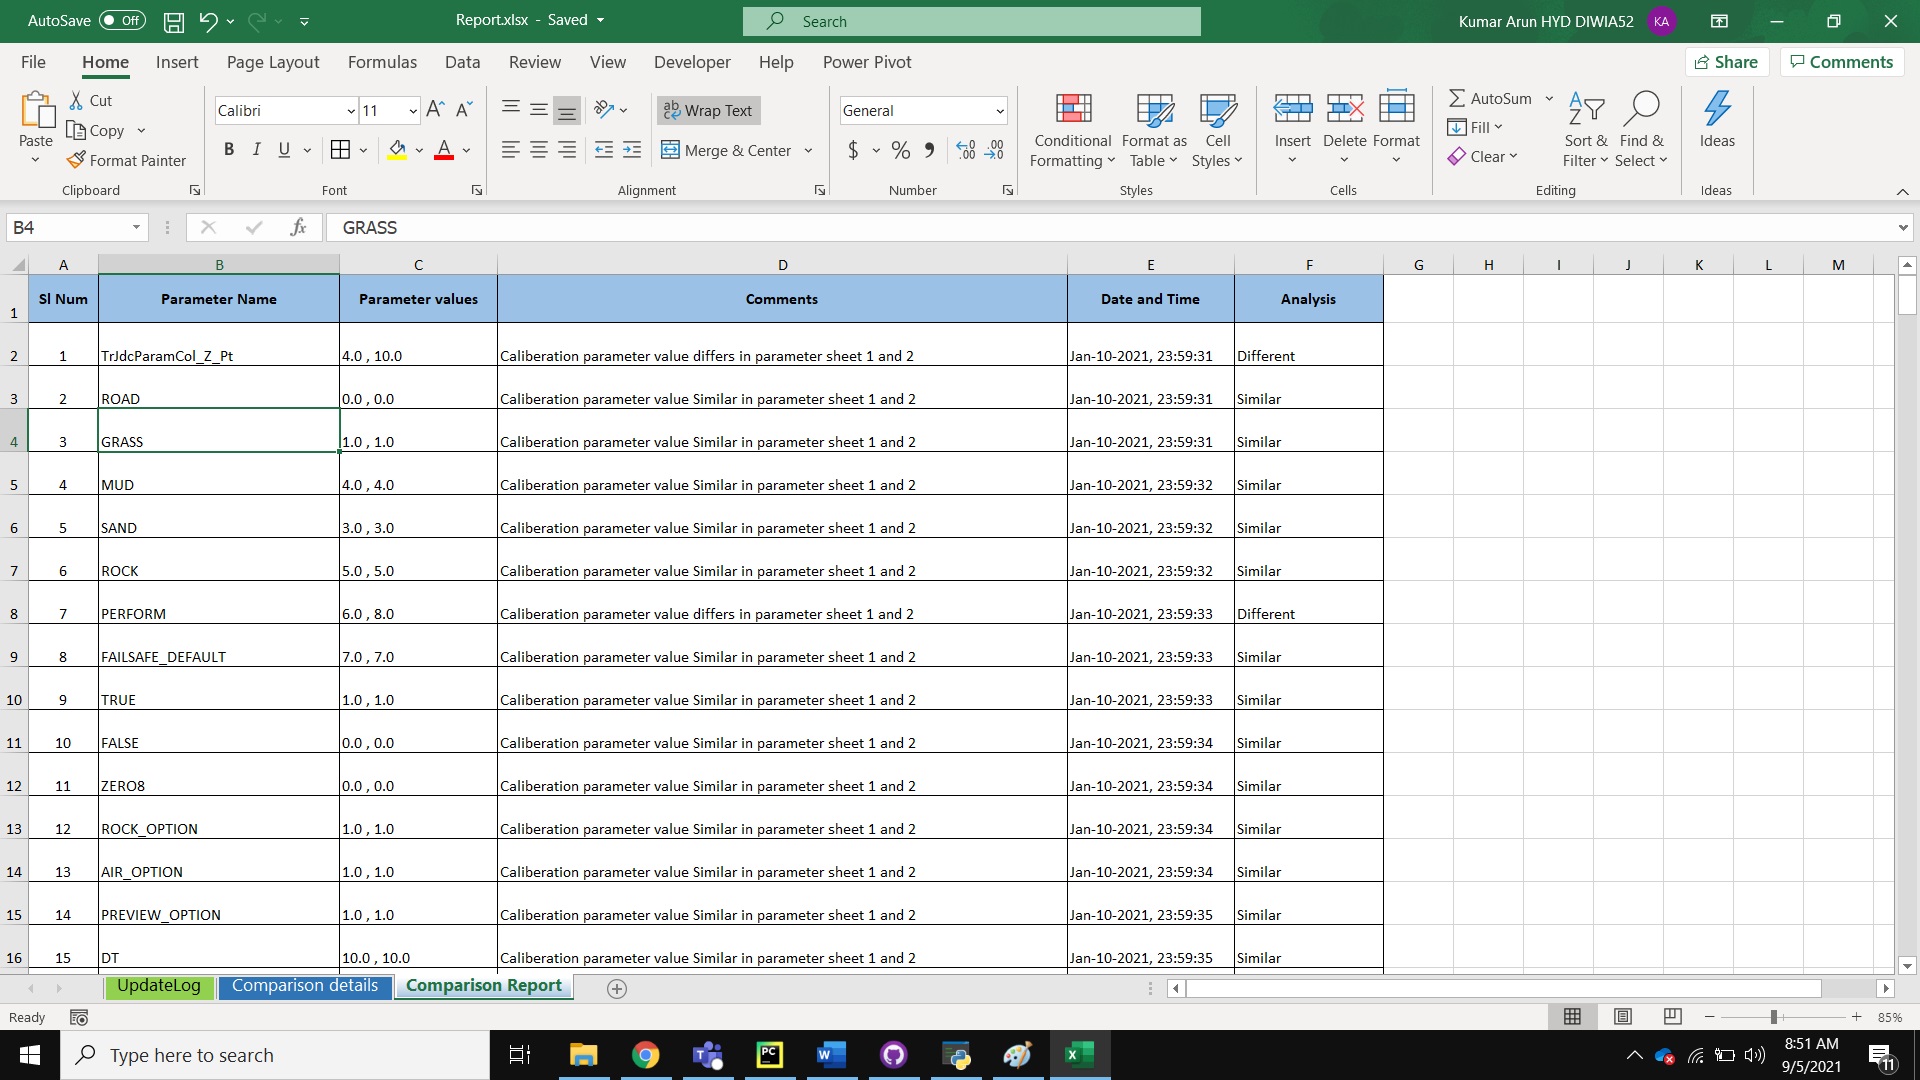 AutoSave Off Report.xlsx - Saved Search Kumar Arun HYD DIWIA52 KA
File Home Insert Page Layout Formulas Data Review View Developer Help Power Pivot Share Comments
Cut
Copy
Paste Format Painter
Clipboard
Calibri 11 A A
B I U A
Font
ab Wrap Text
Merge & Center
Alignment
General
$ % 9 .00 .00
Number
Conditional Formatting Format as Table Cell Styles
Styles
Insert Delete Format
Cells
AutoSum
Fill
Clear
Sort & Filter Find & Select
Editing
Ideas
Ideas
B4 fx GRASS
A B C D E F G H I J K L M
1 Sl Num Parameter Name Parameter values Comments Date and Time Analysis
2 1 TrJdcParamCol_Z_Pt 4.0 , 10.0 Caliberation parameter value differs in parameter sheet 1 and 2 Jan-10-2021, 23:59:31 Different
3 2 ROAD 0.0 , 0.0 Caliberation parameter value Similar in parameter sheet 1 and 2 Jan-10-2021, 23:59:31 Similar
4 3 GRASS 1.0 , 1.0 Caliberation parameter value Similar in parameter sheet 1 and 2 Jan-10-2021, 23:59:31 Similar
5 4 MUD 4.0 , 4.0 Caliberation parameter value Similar in parameter sheet 1 and 2 Jan-10-2021, 23:59:32 Similar
6 5 SAND 3.0 , 3.0 Caliberation parameter value Similar in parameter sheet 1 and 2 Jan-10-2021, 23:59:32 Similar
7 6 ROCK 5.0 , 5.0 Caliberation parameter value Similar in parameter sheet 1 and 2 Jan-10-2021, 23:59:32 Similar
8 7 PERFORM 6.0 , 8.0 Caliberation parameter value differs in parameter sheet 1 and 2 Jan-10-2021, 23:59:33 Different
9 8 FAILSAFE_DEFAULT 7.0 , 7.0 Caliberation parameter value Similar in parameter sheet 1 and 2 Jan-10-2021, 23:59:33 Similar
10 9 TRUE 1.0 , 1.0 Caliberation parameter value Similar in parameter sheet 1 and 2 Jan-10-2021, 23:59:33 Similar
11 10 FALSE 0.0 , 0.0 Caliberation parameter value Similar in parameter sheet 1 and 2 Jan-10-2021, 23:59:34 Similar
12 11 ZERO8 0.0 , 0.0 Caliberation parameter value Similar in parameter sheet 1 and 2 Jan-10-2021, 23:59:34 Similar
13 12 ROCK_OPTION 1.0 , 1.0 Caliberation parameter value Similar in parameter sheet 1 and 2 Jan-10-2021, 23:59:34 Similar
14 13 AIR_OPTION 1.0 , 1.0 Caliberation parameter value Similar in parameter sheet 1 and 2 Jan-10-2021, 23:59:34 Similar
15 14 PREVIEW_OPTION 1.0 , 1.0 Caliberation parameter value Similar in parameter sheet 1 and 2 Jan-10-2021, 23:59:35 Similar
16 15 DT 10.0 , 10.0 Caliberation parameter value Similar in parameter sheet 1 and 2 Jan-10-2021, 23:59:35 Similar
UpdateLog Comparison details Comparison Report
Ready 85%
Type here to search
8:51 AM
9/5/2021
11